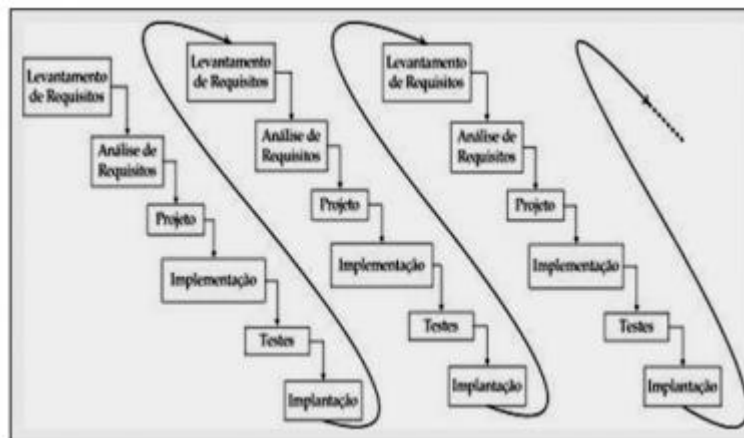 Levantamento
de Requisitos
Análise de
Requisitos
Projeto
Implementação
Testes
Implantação
Levantamento
de Requisitos
Análise de
Requisitos
Projeto
Implementação
Testes
Implantação
Levantamento
de Requisitos
Análise de
Requisitos
Projeto
Implementação
Testes
Implantação